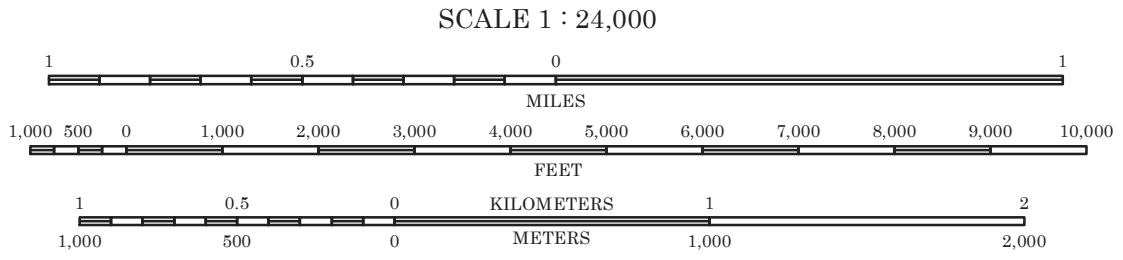 SCALE 1 : 24,000
1 0.5 0 1
MILES
1,000 500 0 1,000 2,000 3,000 4,000 5,000 6,000 7,000 8,000 9,000 10,000
FEET
1 0.5 0 KILOMETERS 1 2
1,000 500 0 METERS 1,000 2,000